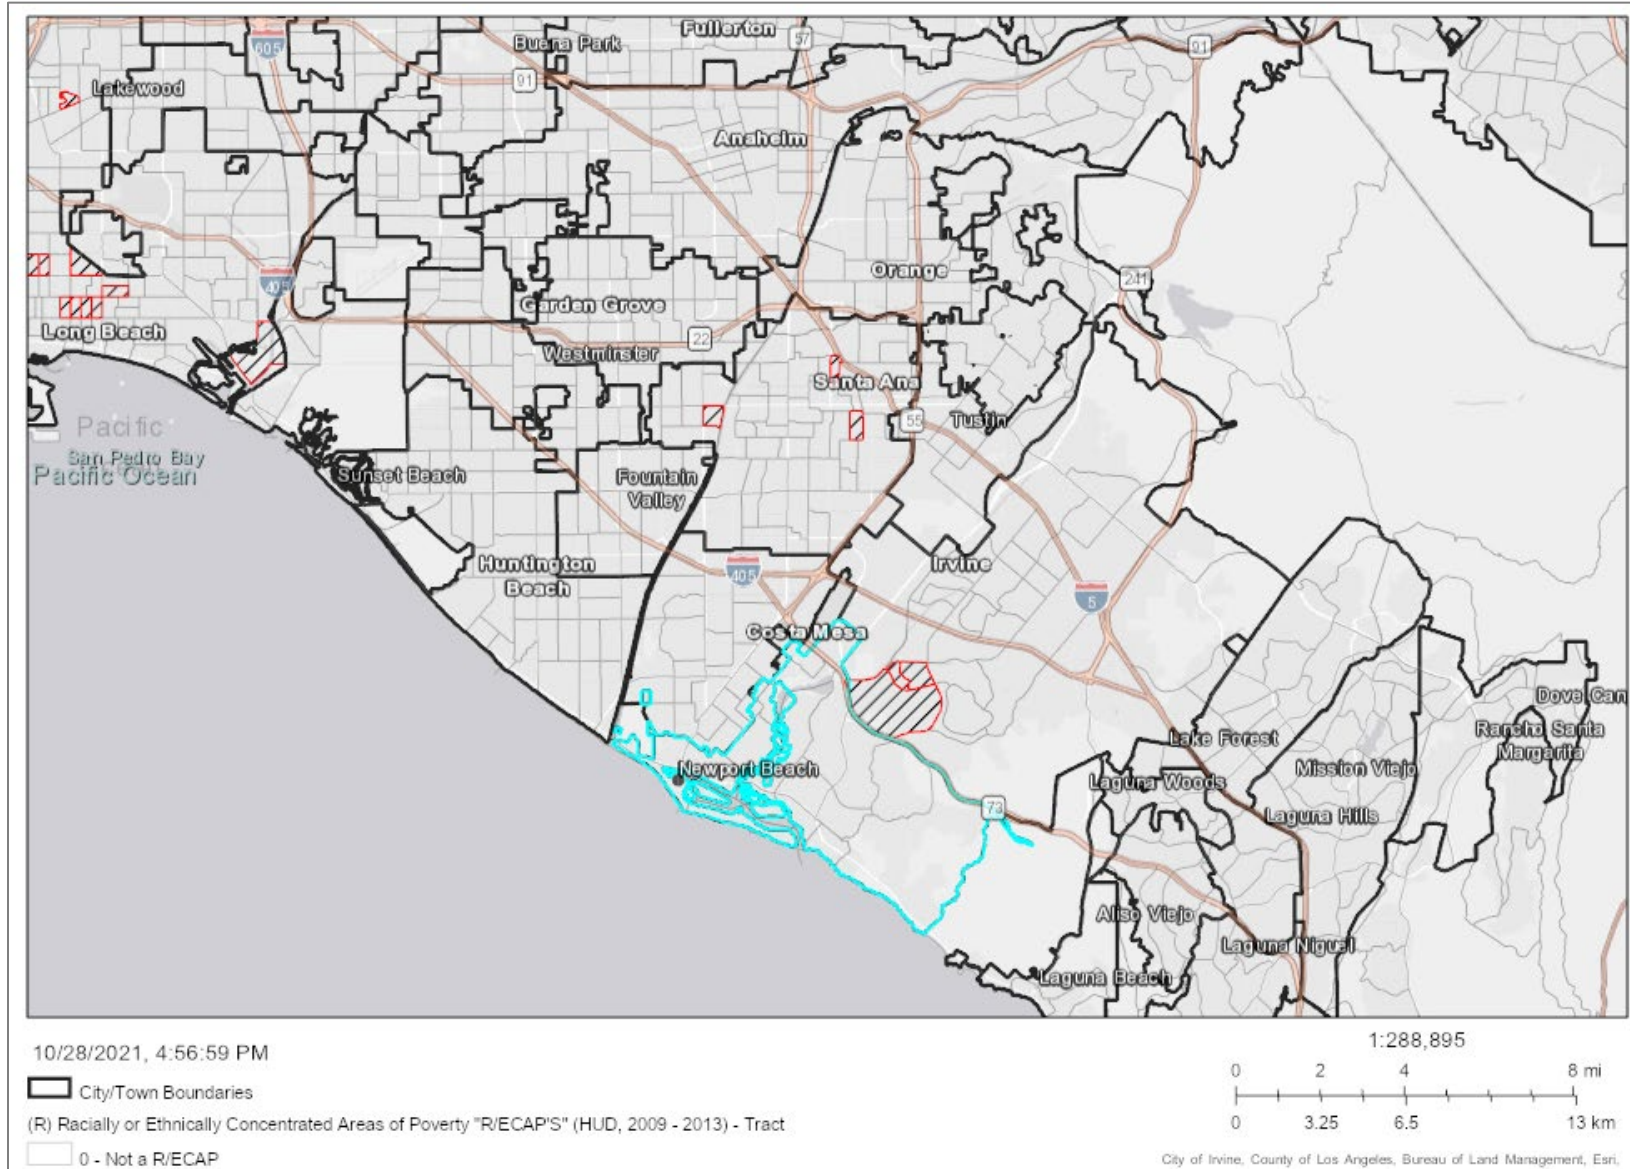 Fullerton
Buena Park
57
605
91
91
Lakewood
Anaheim
Orange
241
405
Garden Grove
Long Beach
22
Westminster
Santa Ana
55
Tustin
Pacific
San Pedro Bay
Pacific Ocean
Sunset Beach
Fountain
Valley
Huntington
Beach
Irvine
405
5
Costa Mesa
Dove Can
Rancho Santa
Margarita
Lake Forest
Newport Beach
Mission Viejo
Laguna Woods
73
Laguna Hills
Aliso Viejo
Laguna Niguel
Laguna Beach
10/28/2021, 4:56:59 PM
1:288,895
0 2 4 8 mi
City/Town Boundaries
0 3.25 6.5 13 km
(R) Racially or Ethnically Concentrated Areas of Poverty "R/ECAP'S" (HUD, 2009 - 2013) - Tract
0 - Not a R/ECAP
City of Irvine, County of Los Angeles, Bureau of Land Management, Esri,